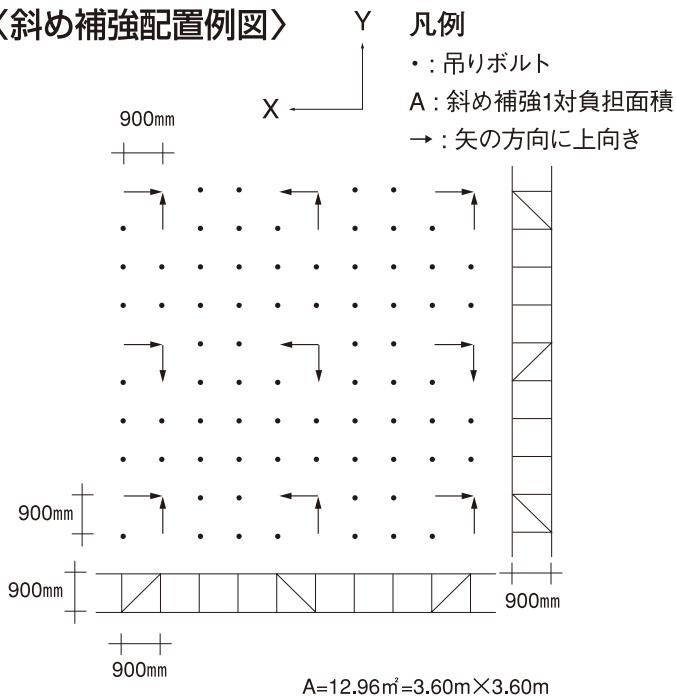 〈斜め補強配置例図〉
Y
X
凡例
・：吊りボルト
A：斜め補強1対負担面積
→：矢の方向に上向き
900mm
900mm
900mm
900mm
900mm
A=12.96㎡=3.60m×3.60m